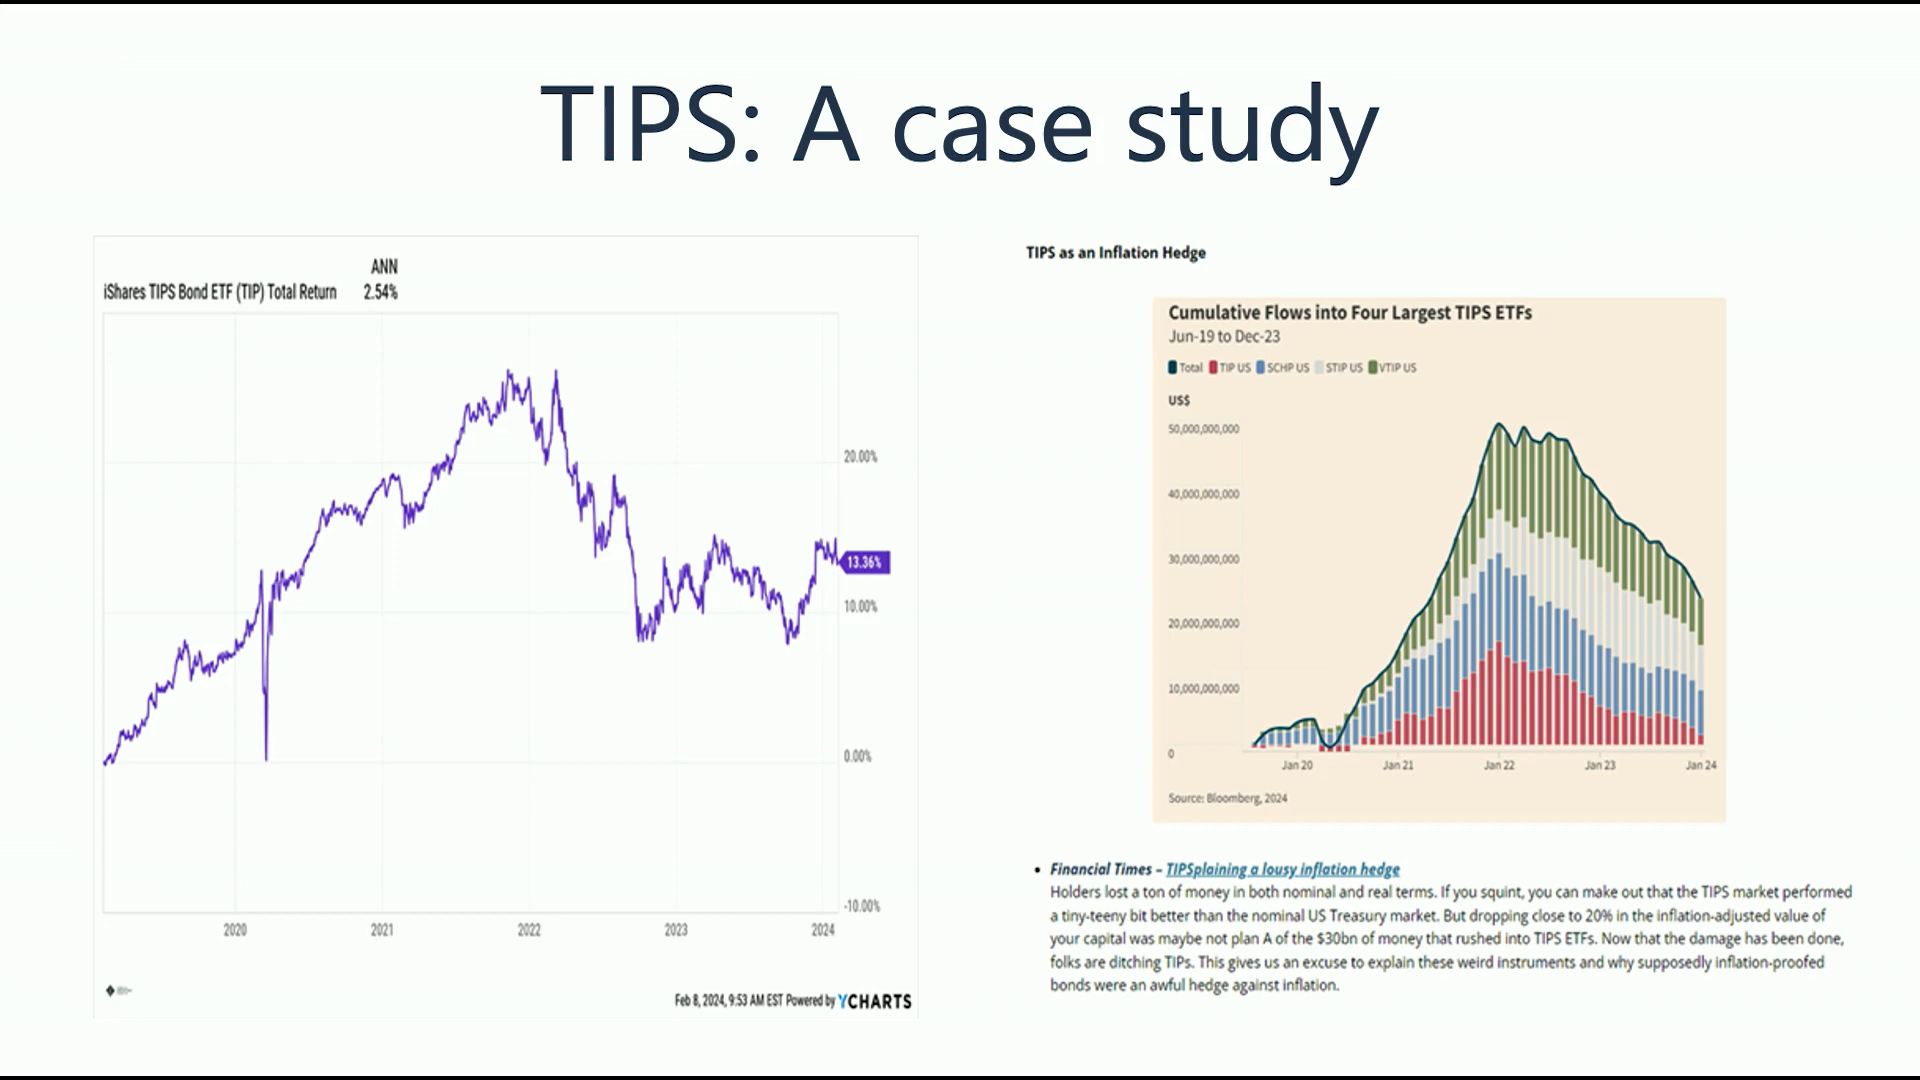 TIPS: A case study
ANN
iShares TIPS Bond ETF (TIP) Total Return 2.54%
20.00%
13.36%
10.00%
0.00%
-10.00%
2020 2021 2022 2023 2024
Feb 8, 2024, 9:53 AM EST Powered by YCHARTS
TIPS as an Inflation Hedge
Cumulative Flows into Four Largest TIPS ETFs
Jun-19 to Dec-23
Total TIP US SCHP US STIP US VTIP US
US$
50,000,000,000
40,000,000,000
30,000,000,000
20,000,000,000
10,000,000,000
0
Jan 20 Jan 21 Jan 22 Jan 23 Jan 24
Source: Bloomberg, 2024
• Financial Times – TIPSplaining a lousy inflation hedge
Holders lost a ton of money in both nominal and real terms. If you squint, you can make out that the TIPS market performed
a tiny-teeny bit better than the nominal US Treasury market. But dropping close to 20% in the inflation-adjusted value of
your capital was maybe not plan A of the $30bn of money that rushed into TIPS ETFs. Now that the damage has been done,
folks are ditching TIPs. This gives us an excuse to explain these weird instruments and why supposedly inflation-proofed
bonds were an awful hedge against inflation.